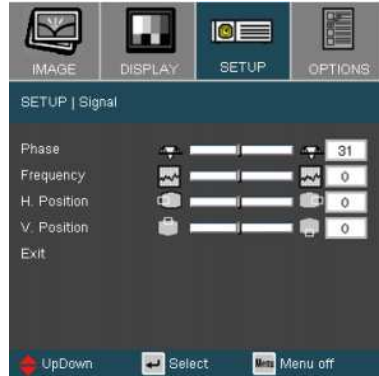 IMAGE DISPLAY SETUP OPTIONS
SETUP | Signal
Phase 31
Frequency 0
H. Position 0
V. Position 0
Exit
UpDown Select Menu Menu off